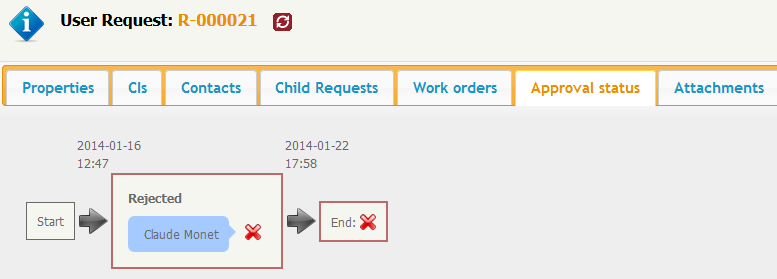 User Request: R-000021
Properties CIs Contacts Child Requests Work orders Approval status Attachments
2014-01-16 2014-01-22
12:47 17:58
Rejected
Start Claude Monet End: